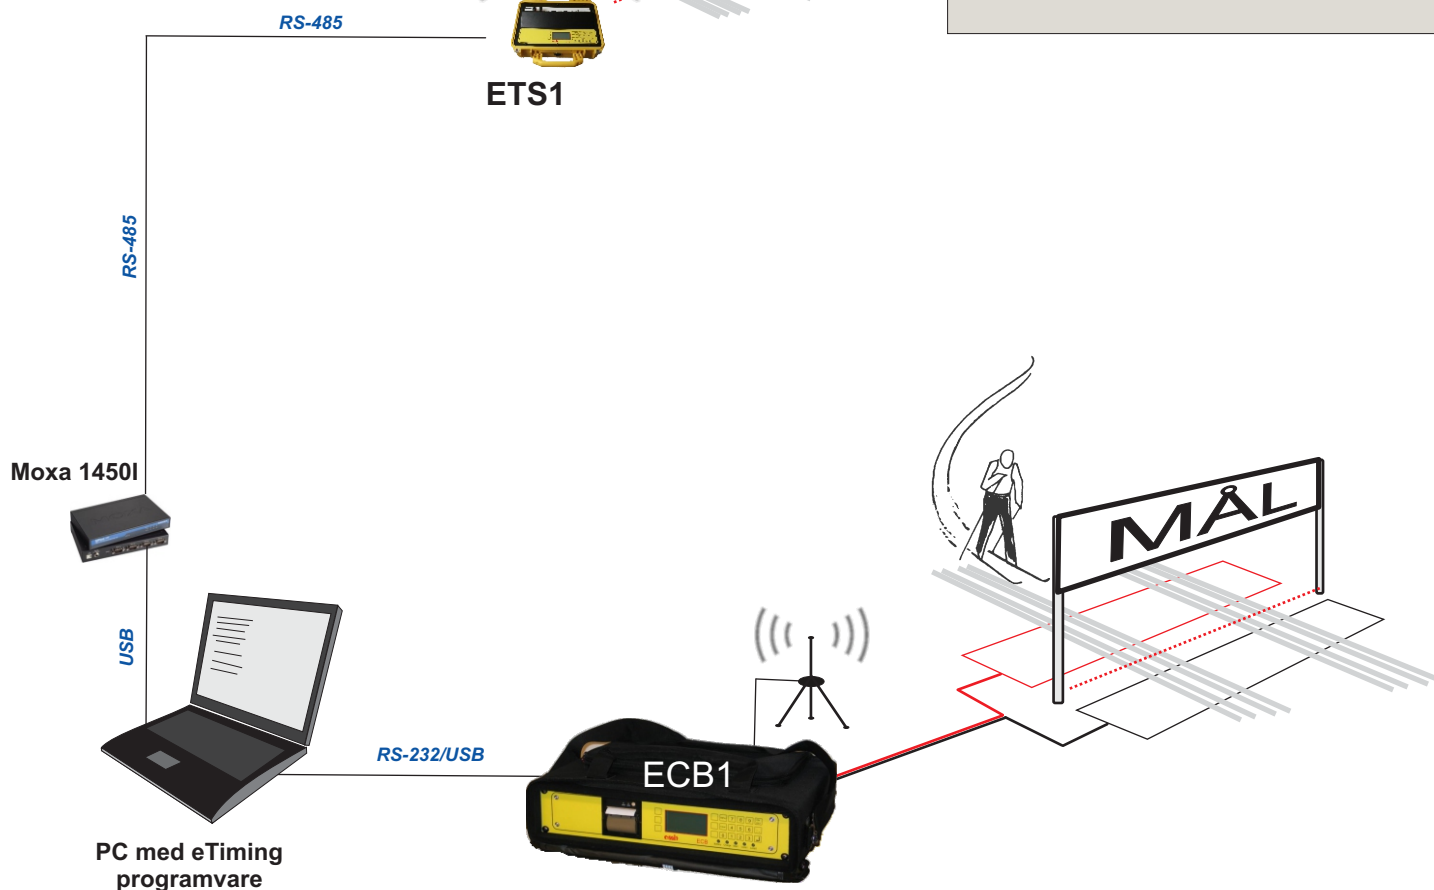 RS-485
ETS1
RS-485
Moxa 1450I
MÅL
USB
RS-232/USB
ECB1
PC med eTiming
programvare